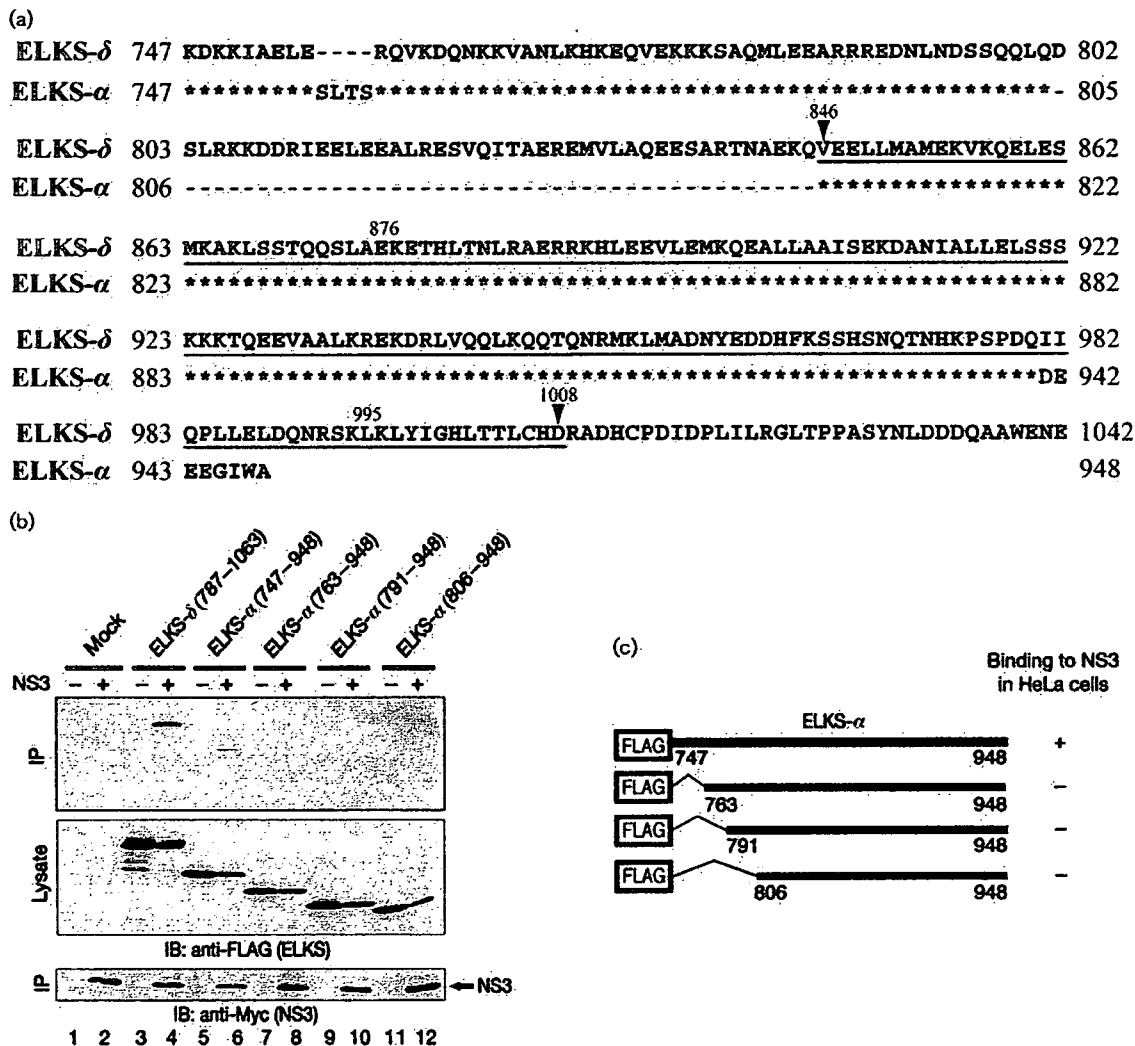 (a)
ELKS-δ 747 KDKKIAELE----RQVKDQNKKVANLKHKEQVEKKKSAQMLEEARRREDNLNDSSQQLQD 802
ELKS-α 747 *********SLTS**********************************************- 805
846
ELKS-δ 803 SLRKKDDRIEELEEALRESVQITAEREMVLAQEESARTNAEKQVEELLMAMEKVKQELES 862
ELKS-α 806 -------------------------------------------***************** 822
876
ELKS-δ 863 MKAKLSSTQQSLAEKETHLTNLRAERRKHLEEVLEMKQEALLAAISEKDANIALLELSSS 922
ELKS-α 823 ************************************************************ 882
ELKS-δ 923 KKKTQEEVAALKREKDRLVQQLKQQTQNRMKLMADNYEDDHFKSSHSNQTNHKPSPDQII 982
ELKS-α 883 **********************************************************DE 942
995 1008
ELKS-δ 983 QPLLELDQNRSKLKLYIGHLTTLCHDRADHCPDIDPLILRGLTPPASYNLDDDQAAWENE 1042
ELKS-α 943 EEGIWA 948
(b)
Mock ELKS-δ (787–1063) ELKS-α (747–948) ELKS-α (763–948) ELKS-α (791–948) ELKS-α (806–948)
NS3 – + – + – + – + – + – +
IP
Lysate
IB: anti-FLAG (ELKS)
IP
NS3
IB: anti-Myc (NS3)
1 2 3 4 5 6 7 8 9 10 11 12
(c)
Binding to NS3
in HeLa cells
ELKS-α
FLAG +
747 948
FLAG –
763 948
FLAG –
791 948
FLAG –
806 948